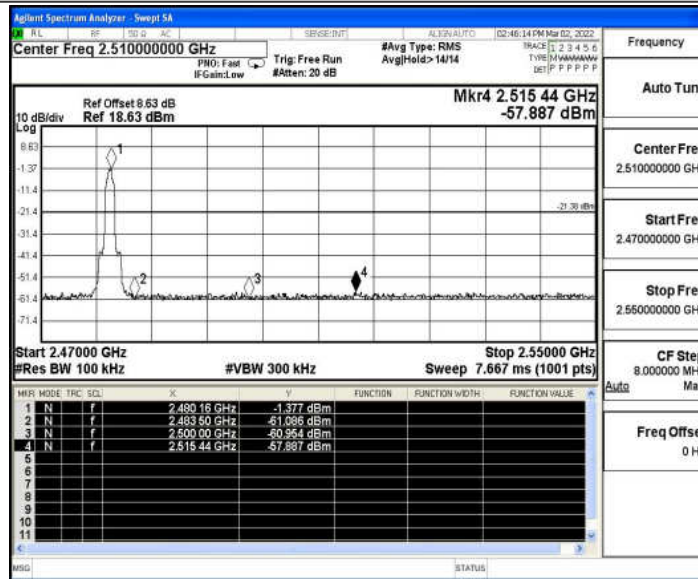 Agilent Spectrum Analyzer - Swept SA
RL RF 50 Ω AC SENSE:INT ALIGN AUTO 02:46:14 PM Mar 02, 2022
Center Freq 2.510000000 GHz
PNO: Fast
IFGain:Low
Trig: Free Run
#Atten: 20 dB
#Avg Type: RMS
Avg|Hold:> 14/14
TRACE 1 2 3 4 5 6
TYPE M
DET P P P P P P
Ref Offset 8.63 dB
Ref 18.63 dBm
10 dB/div
Log
Mkr4 2.515 44 GHz
-57.887 dBm
8.63
-1.37
-11.4
-21.4
-31.4
-41.4
-51.4
-61.4
-71.4
1
2
3
4
-21.38 dBm
Start 2.47000 GHz
Stop 2.55000 GHz
#Res BW 100 kHz
#VBW 300 kHz
Sweep 7.667 ms (1001 pts)
MKR MODE TRC SCL X Y FUNCTION FUNCTION WIDTH FUNCTION VALUE
1 N f 2.480 16 GHz -1.377 dBm
2 N f 2.483 50 GHz -61.086 dBm
3 N f 2.500 00 GHz -60.954 dBm
4 N f 2.515 44 GHz -57.887 dBm
5
6
7
8
9
10
11
MSG
STATUS
Frequency
Auto Tun
Center Fre
2.510000000 GH
Start Fre
2.470000000 GH
Stop Fre
2.550000000 GH
CF Ste
8.000000 MH
Auto Ma
Freq Offse
0 H